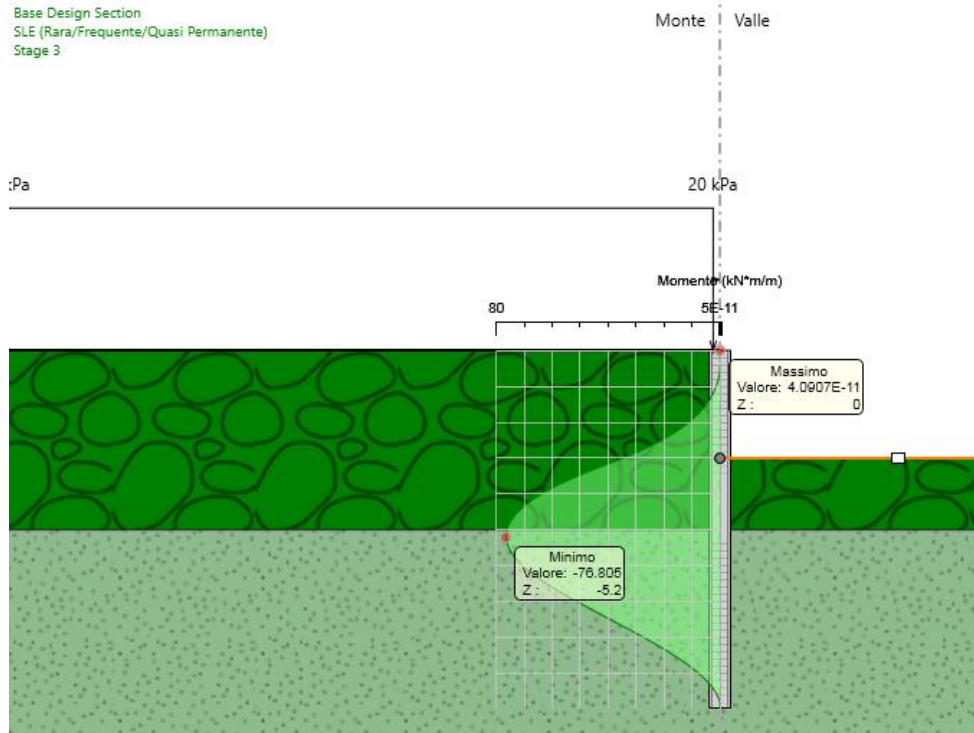 Base Design Section
SLE (Rara/Frequente/Quasi Permanente)
Stage 3
Monte Valle
kPa 20 kPa
Momento (kN*m/m)
80 5E-11
Massimo
Valore: 4.0907E-11
Z : 0
Minimo
Valore: -76.805
Z : -5.2